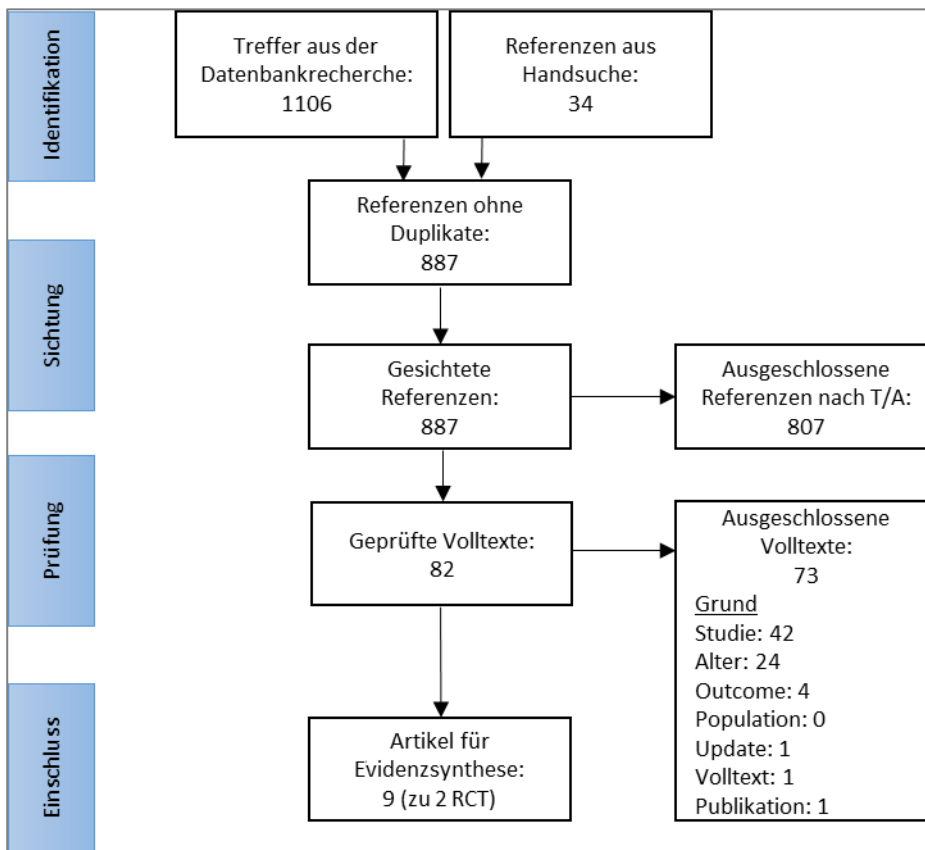 Identifikation
Treffer aus der
Datenbankrecherche:
1106
Referenzen aus
Handsuche:
34
Referenzen ohne
Duplikate:
887
Sichtung
Gesichtete
Referenzen:
887
Ausgeschlossene
Referenzen nach T/A:
807
Prüfung
Geprüfte Volltexte:
82
Ausgeschlossene
Volltexte:
73
Grund
Studie: 42
Alter: 24
Outcome: 4
Population: 0
Update: 1
Volltext: 1
Publikation: 1
Einschluss
Artikel für
Evidenzsynthese:
9 (zu 2 RCT)